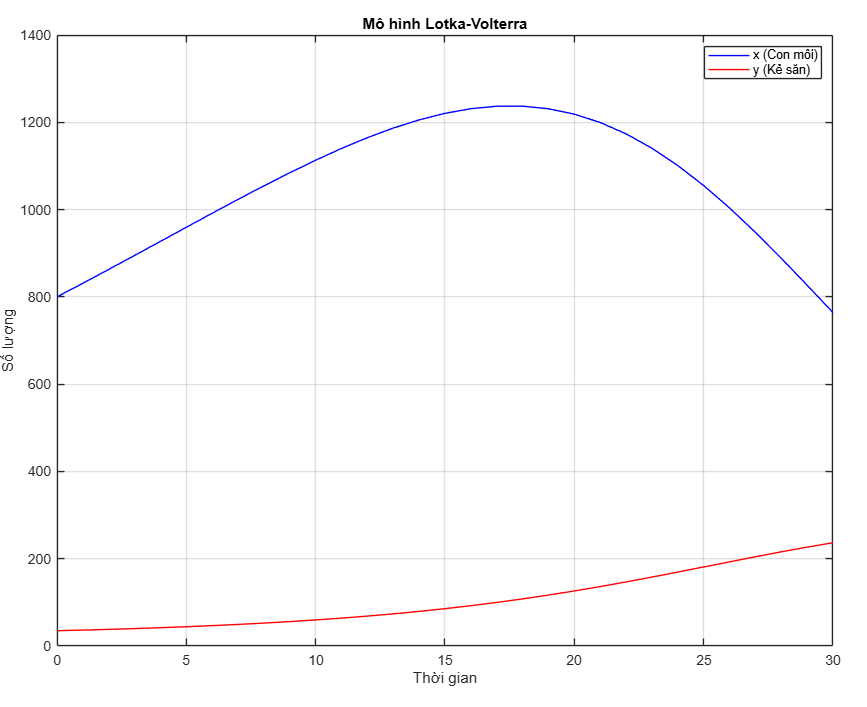 Mô hình Lotka-Volterra
1400
1200
1000
800
600
400
200
0
Số lượng
x (Con mồi)
y (Kẻ săn)
0 5 10 15 20 25 30
Thời gian